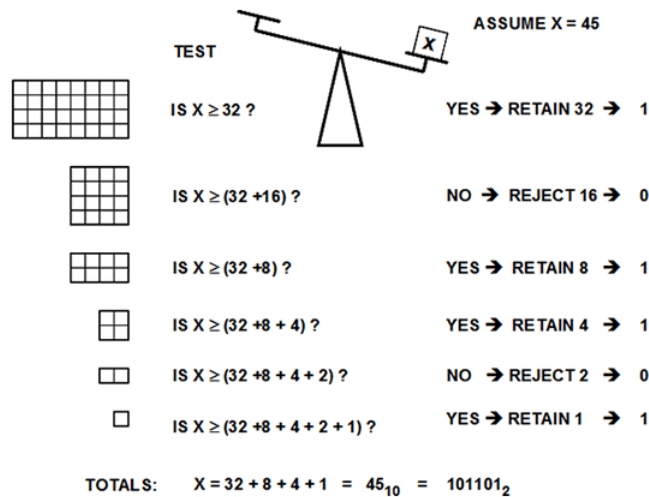 ASSUME X = 45
X
TEST
IS X ≥ 32 ? YES → RETAIN 32 → 1
IS X ≥ (32 +16) ? NO → REJECT 16 → 0
IS X ≥ (32 +8) ? YES → RETAIN 8 → 1
IS X ≥ (32 +8 + 4) ? YES → RETAIN 4 → 1
IS X ≥ (32 +8 + 4 + 2) ? NO → REJECT 2 → 0
IS X ≥ (32 +8 + 4 + 2 + 1) ? YES → RETAIN 1 → 1
TOTALS: X = 32 + 8 + 4 + 1 = 45₁₀ = 101101₂